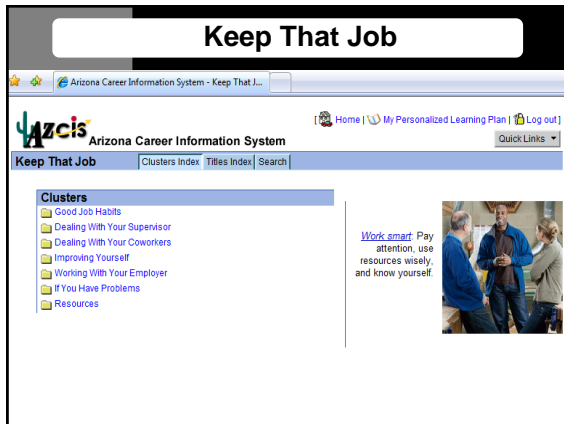 Keep That Job
Arizona Career Information System - Keep That J...
[ Home | My Personalized Learning Plan | Log out ]
Azcis Arizona Career Information System
Quick Links
Keep That Job Clusters Index Titles Index Search
Clusters
Good Job Habits
Dealing With Your Supervisor
Dealing With Your Coworkers
Improving Yourself
Working With Your Employer
If You Have Problems
Resources
Work smart: Pay
attention, use
resources wisely,
and know yourself.